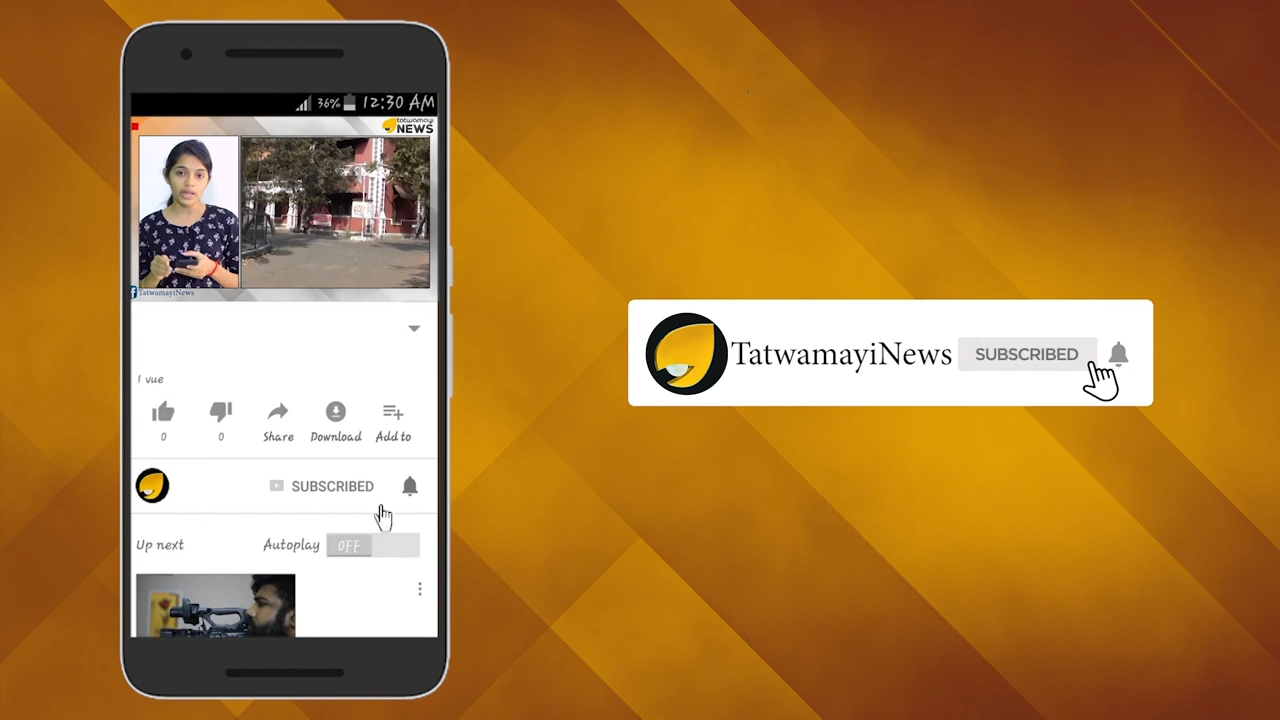 36% 12:30 AM
tatwamayi
NEWS
TatwamayiNews
1 vue
0 0 Share Download Add to
SUBSCRIBED
Up next Autoplay OFF
TatwamayiNews SUBSCRIBED